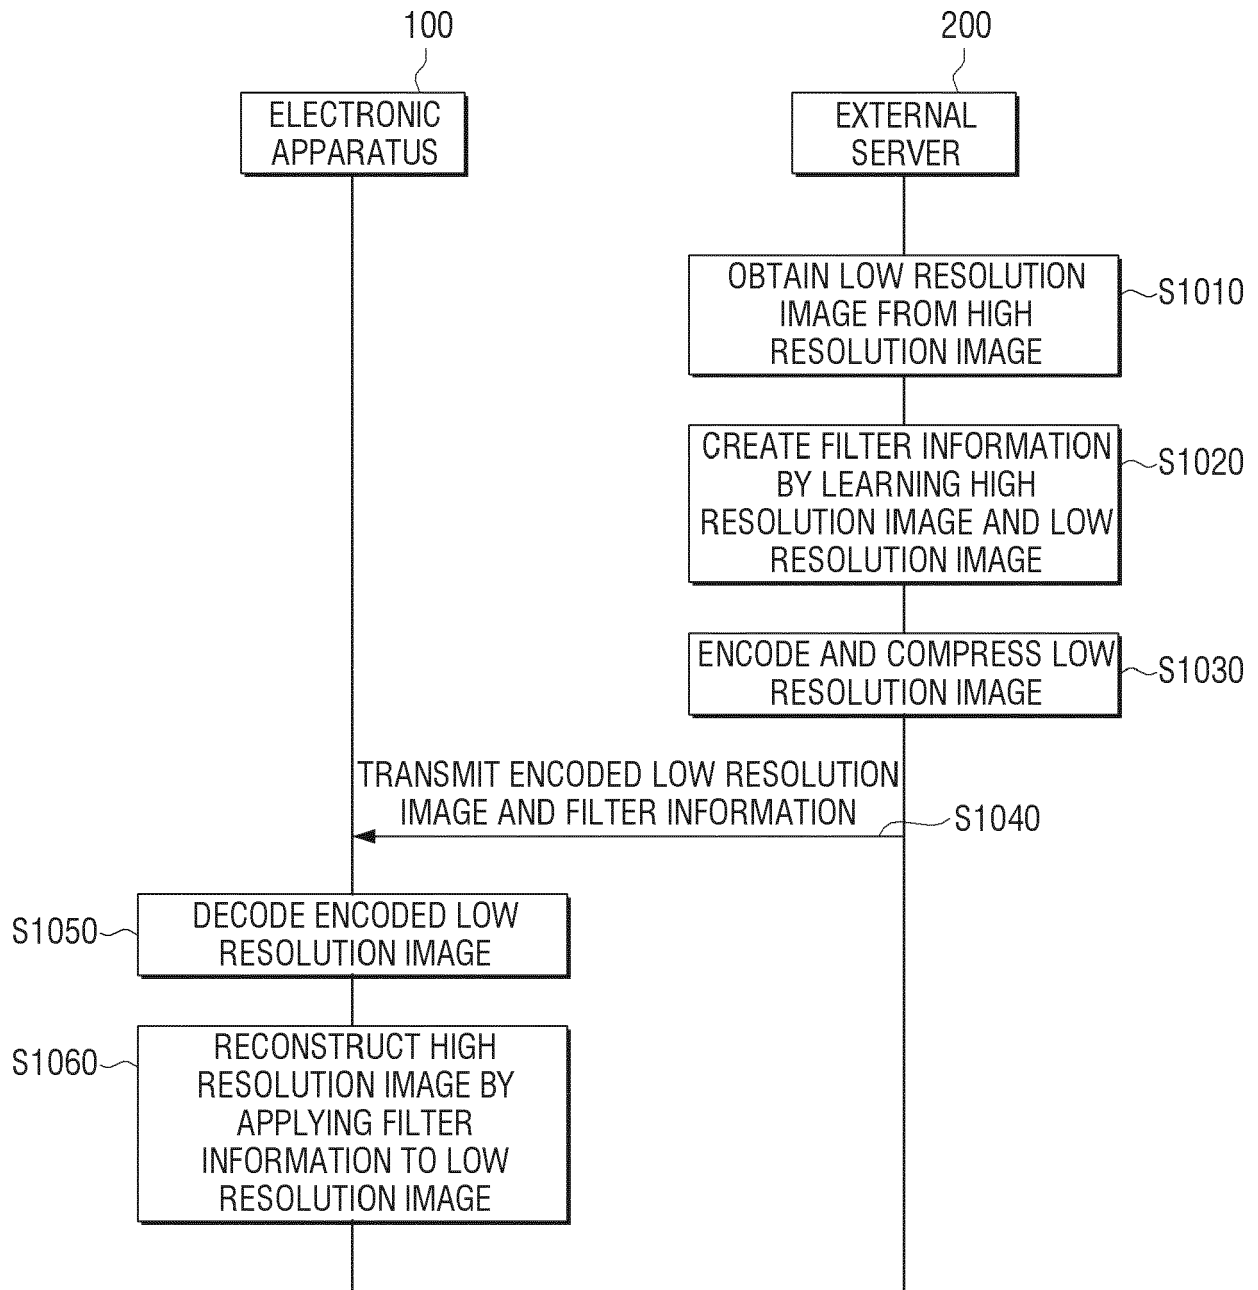 100
200
ELECTRONIC
APPARATUS
EXTERNAL
SERVER
OBTAIN LOW RESOLUTION
IMAGE FROM HIGH
RESOLUTION IMAGE
S1010
CREATE FILTER INFORMATION
BY LEARNING HIGH
RESOLUTION IMAGE AND LOW
RESOLUTION IMAGE
S1020
ENCODE AND COMPRESS LOW
RESOLUTION IMAGE
S1030
TRANSMIT ENCODED LOW RESOLUTION
IMAGE AND FILTER INFORMATION
S1040
S1050
DECODE ENCODED LOW
RESOLUTION IMAGE
S1060
RECONSTRUCT HIGH
RESOLUTION IMAGE BY
APPLYING FILTER
INFORMATION TO LOW
RESOLUTION IMAGE